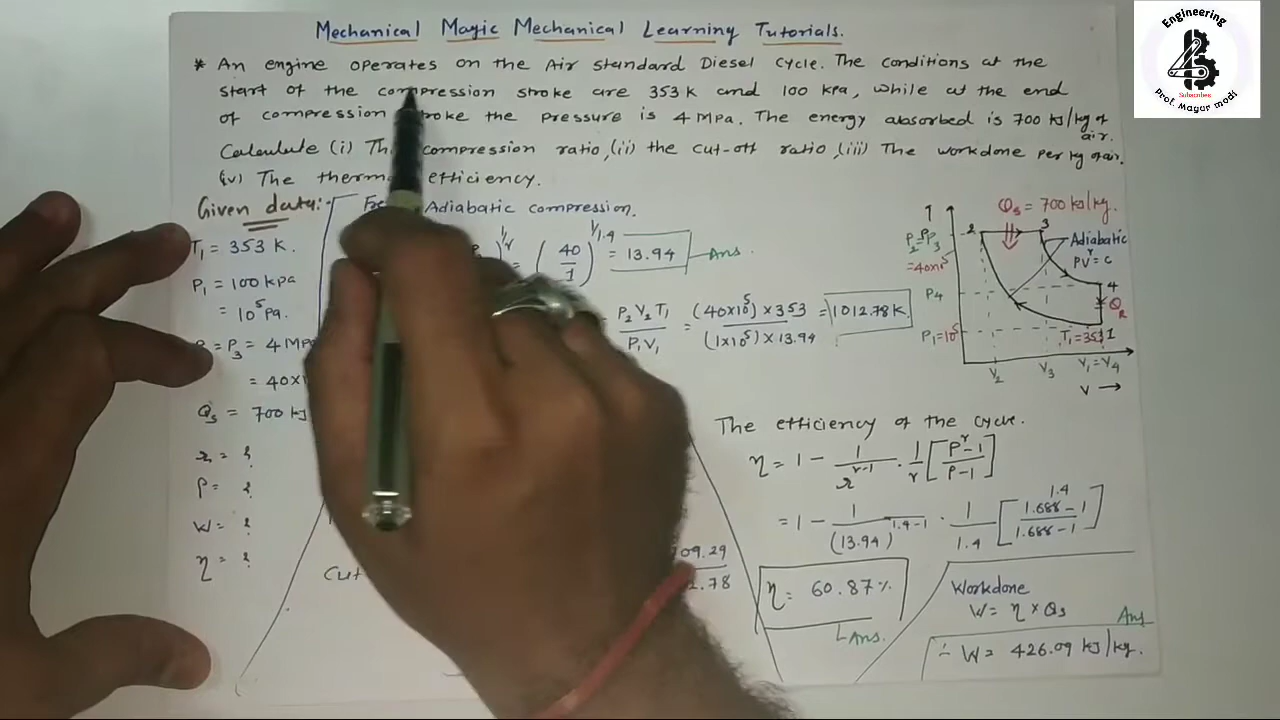 Mechanical Magic Mechanical Learning Tutorials.
* An engine operates on the Air standard Diesel cycle. The conditions at the
start of the compression stroke are 353 K and 100 kPa, while at the end
of compression stroke the pressure is 4 MPa. The energy absorbed is 700 kJ/kg of
air.
Calculate (i) The compression ratio, (ii) the cut-off ratio, (iii) The workdone per kg of air.
(iv) The thermal efficiency.
Given data:-
T1 = 353 K.
P1 = 100 kPa
= 10^5 Pa.
= P3 = 4 MPa
= 40×1
Qs = 700 kJ
r = ?
ρ = ?
W = ?
η = ?
Adiabatic compression.
)^1/γ = (40/1)^1/1.4 = 13.94 Ans.
= P2 V2 T1 / P1 V1 = (40×10^5) × 353 / (1×10^5) × 13.94 = 1012.78 K.
Cut
09.29
.78
The efficiency of the cycle.
η = 1 - 1/r^γ-1 . 1/γ [ρ^γ-1 / ρ-1]
= 1 - 1/(13.94)^1.4-1 . 1/1.4 [1.688^1.4 - 1 / 1.688 - 1]
η = 60.87 %.
Ans.
Workdone
W = η × Qs
Ans
∴ W = 426.09 kJ/kg.
Qs = 700 kJ/kg.
2
3
P2=P3
=40×10^5
Adiabatic
PV^γ = C
P4
4
QR
P1=10^5
T1=353
1
V2
V3
V1=V4
V →
Engineering
Subscribe
Prof. Mayur modi